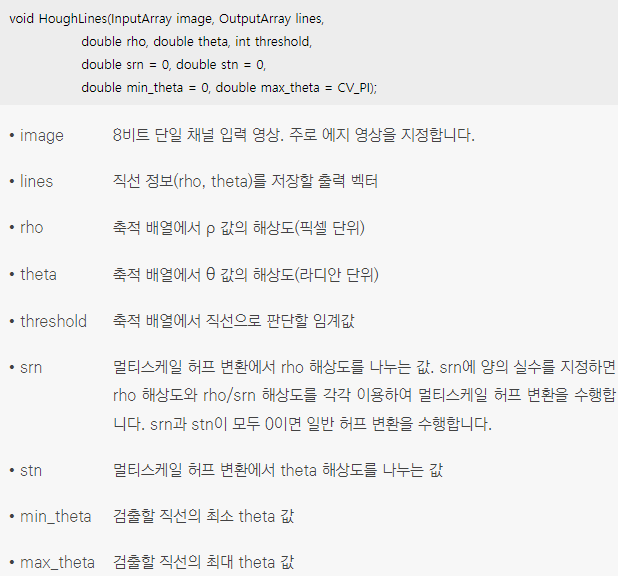 void HoughLines(InputArray image, OutputArray lines,
double rho, double theta, int threshold,
double srn = 0, double stn = 0,
double min_theta = 0, double max_theta = CV_PI);
• image 8비트 단일 채널 입력 영상. 주로 에지 영상을 지정합니다.
• lines 직선 정보(rho, theta)를 저장할 출력 벡터
• rho 축적 배열에서 ρ 값의 해상도(픽셀 단위)
• theta 축적 배열에서 θ 값의 해상도(라디안 단위)
• threshold 축적 배열에서 직선으로 판단할 임계값
• srn 멀티스케일 허프 변환에서 rho 해상도를 나누는 값. srn에 양의 실수를 지정하면
rho 해상도와 rho/srn 해상도를 각각 이용하여 멀티스케일 허프 변환을 수행합
니다. srn과 stn이 모두 0이면 일반 허프 변환을 수행합니다.
• stn 멀티스케일 허프 변환에서 theta 해상도를 나누는 값
• min_theta 검출할 직선의 최소 theta 값
• max_theta 검출할 직선의 최대 theta 값